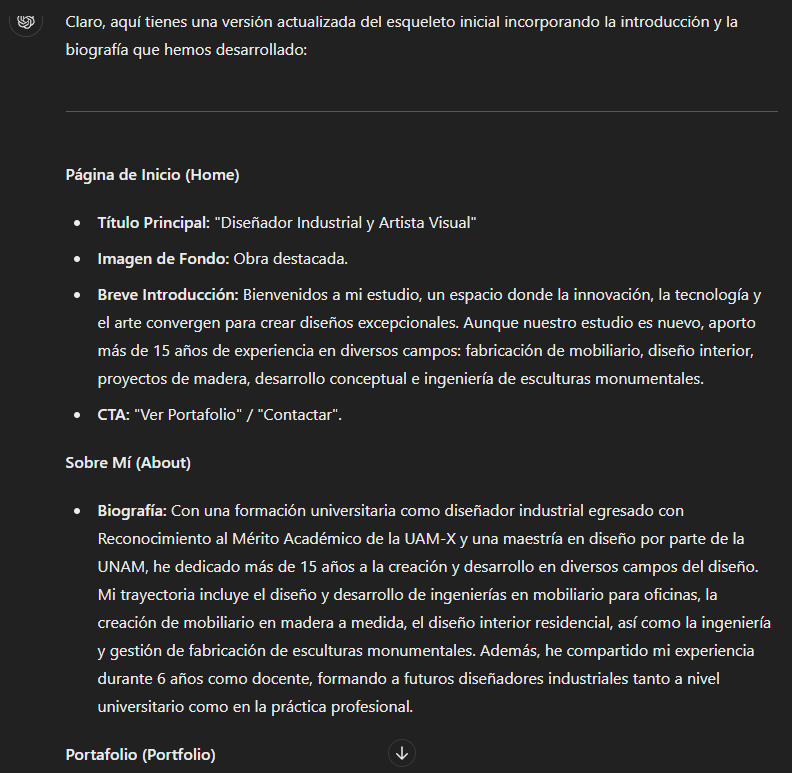 Claro, aquí tienes una versión actualizada del esqueleto inicial incorporando la introducción y la
biografía que hemos desarrollado:
Página de Inicio (Home)
• Título Principal: "Diseñador Industrial y Artista Visual"
• Imagen de Fondo: Obra destacada.
• Breve Introducción: Bienvenidos a mi estudio, un espacio donde la innovación, la tecnología y
el arte convergen para crear diseños excepcionales. Aunque nuestro estudio es nuevo, aporto
más de 15 años de experiencia en diversos campos: fabricación de mobiliario, diseño interior,
proyectos de madera, desarrollo conceptual e ingeniería de esculturas monumentales.
• CTA: "Ver Portafolio" / "Contactar".
Sobre Mí (About)
• Biografía: Con una formación universitaria como diseñador industrial egresado con
Reconocimiento al Mérito Académico de la UAM-X y una maestría en diseño por parte de la
UNAM, he dedicado más de 15 años a la creación y desarrollo en diversos campos del diseño.
Mi trayectoria incluye el diseño y desarrollo de ingenierías en mobiliario para oficinas, la
creación de mobiliario en madera a medida, el diseño interior residencial, así como la ingeniería
y gestión de fabricación de esculturas monumentales. Además, he compartido mi experiencia
durante 6 años como docente, formando a futuros diseñadores industriales tanto a nivel
universitario como en la práctica profesional.
Portafolio (Portfolio)